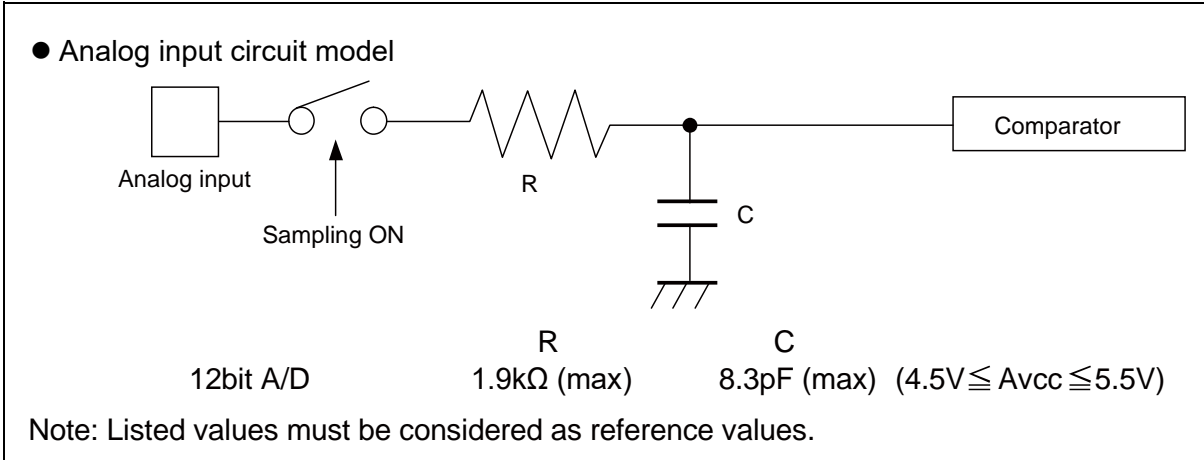 ● Analog input circuit model
Analog input
Sampling ON
R
C
Comparator
R C
12bit A/D 1.9kΩ (max) 8.3pF (max) (4.5V≦ Avcc ≦5.5V)
Note: Listed values must be considered as reference values.